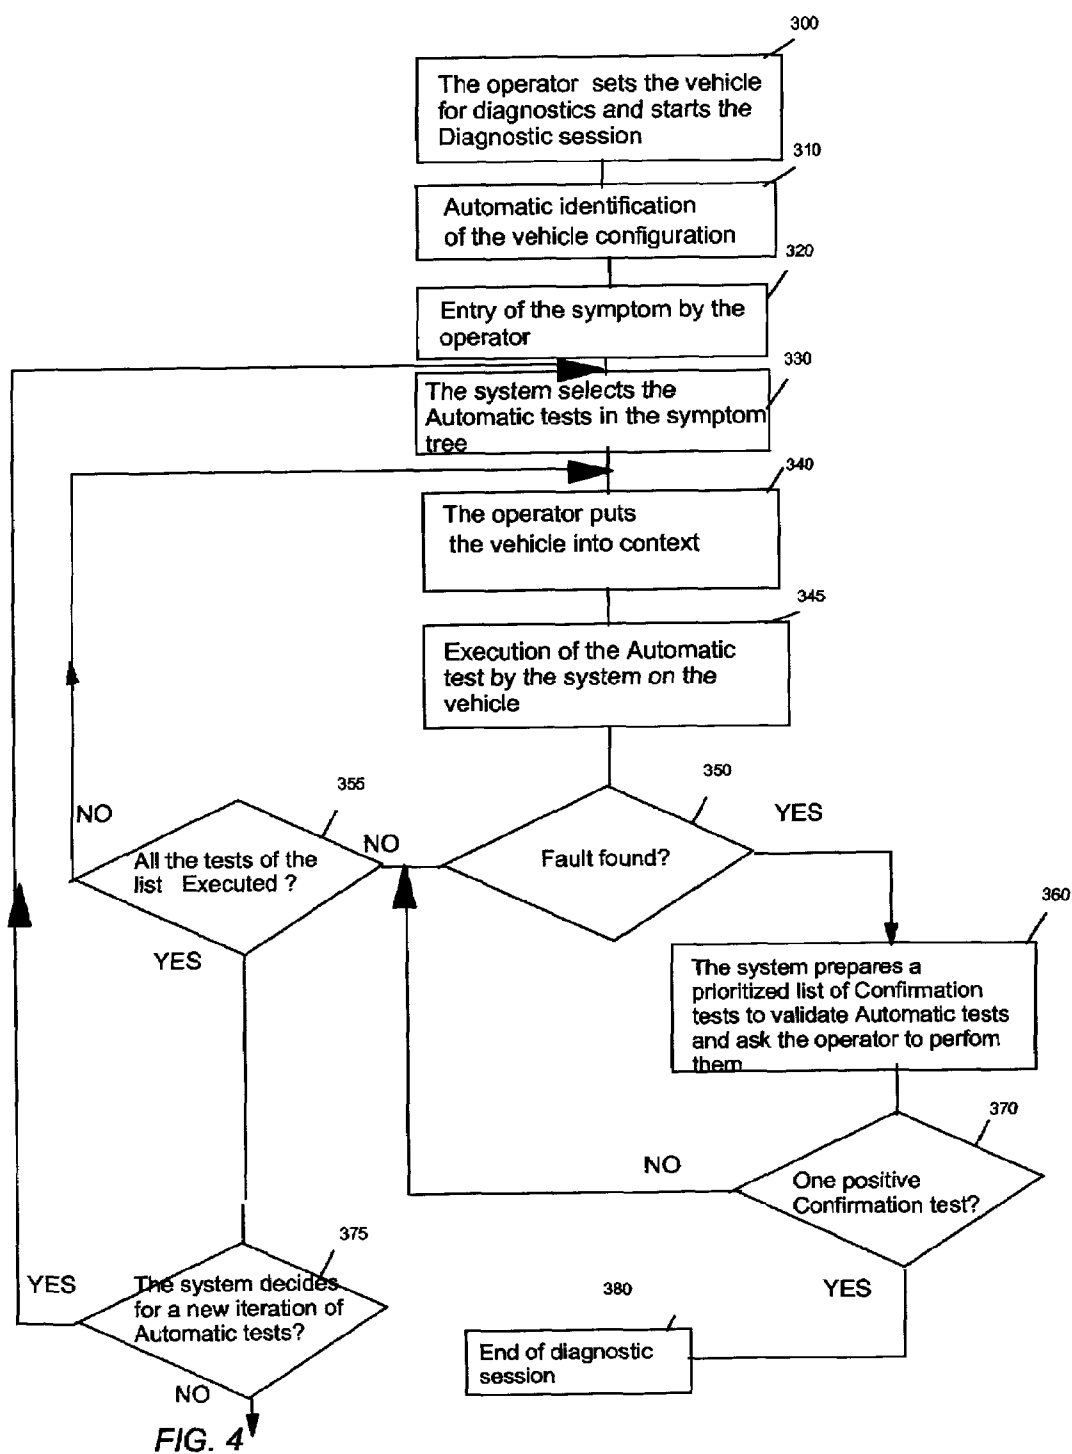 300
The operator sets the vehicle
for diagnostics and starts the
Diagnostic session
310
Automatic identification
of the vehicle configuration
320
Entry of the symptom by the
operator
330
The system selects the
Automatic tests in the symptom
tree
340
The operator puts
the vehicle into context
345
Execution of the Automatic
test by the system on the
vehicle
350
Fault found?
YES
NO
355
All the tests of the
list Executed ?
NO
YES
360
The system prepares a
prioritized list of Confirmation
tests to validate Automatic tests
and ask the operator to perfom
them
370
One positive
Confirmation test?
NO
YES
375
The system decides
for a new iteration of
Automatic tests?
YES
NO
380
End of diagnostic
session
FIG. 4